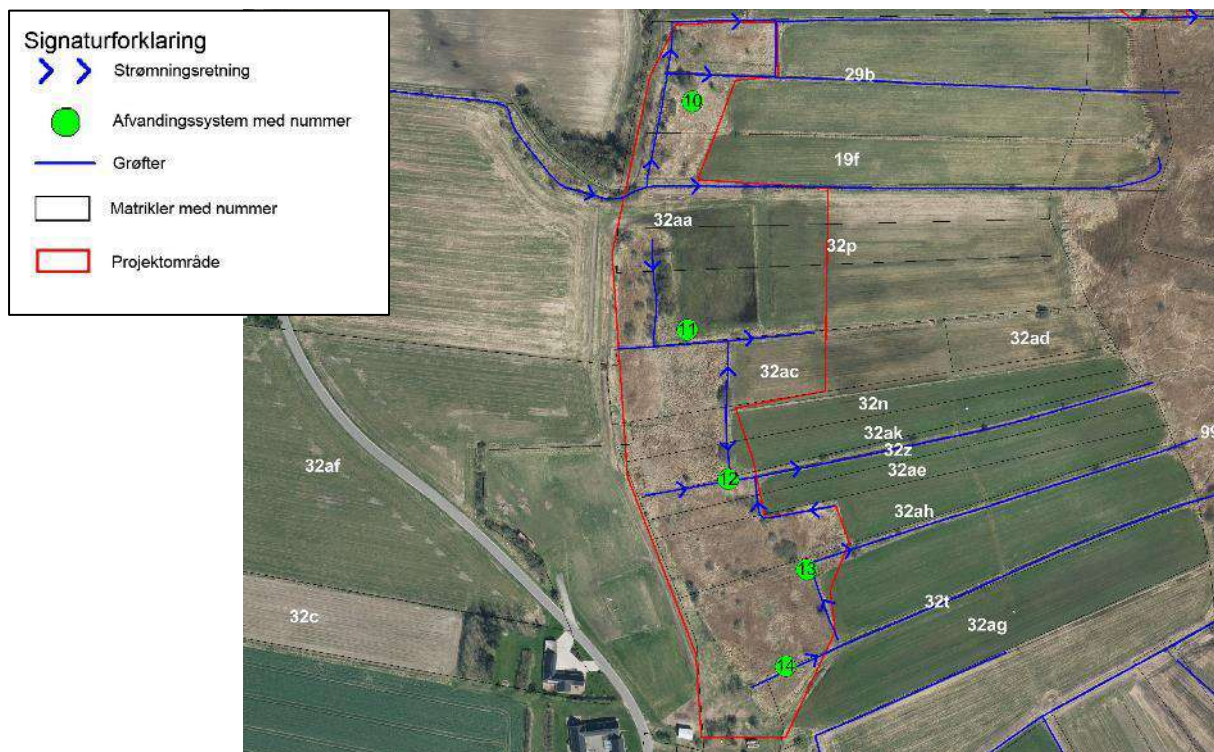 Signaturforklaring
Strømningsretning
Afvandingssystem med nummer
Grøfter
Matrikler med nummer
Projektområde
29b
10
19f
32aa
32p
11
32ad
32ac
32n
32ak
32z
32af
32ae
12
32ah
13
32c
32t
32ag
14